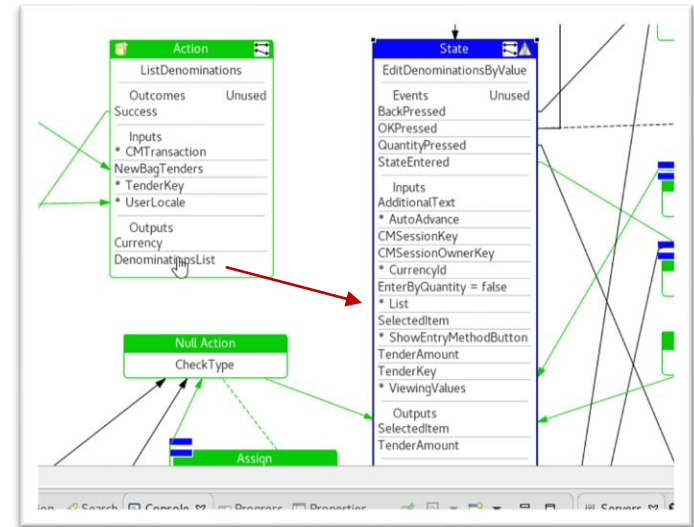 Action
ListDenominations
Outcomes Unused
Success
Inputs
* CMTransaction
NewBagTenders
* TenderKey
* UserLocale
Outputs
Currency
DenominationsList
Null Action
CheckType
Assign
State
EditDenominationsByValue
Events Unused
BackPressed
OKPressed
QuantityPressed
StateEntered
Inputs
AdditionalText
* AutoAdvance
CMSessionKey
CMSessionOwnerKey
* CurrencyId
EnterByQuantity = false
* List
SelectedItem
* ShowEntryMethodButton
TenderAmount
TenderKey
* ViewingValues
Outputs
SelectedItem
TenderAmount
Search Console Progress Properties Servers